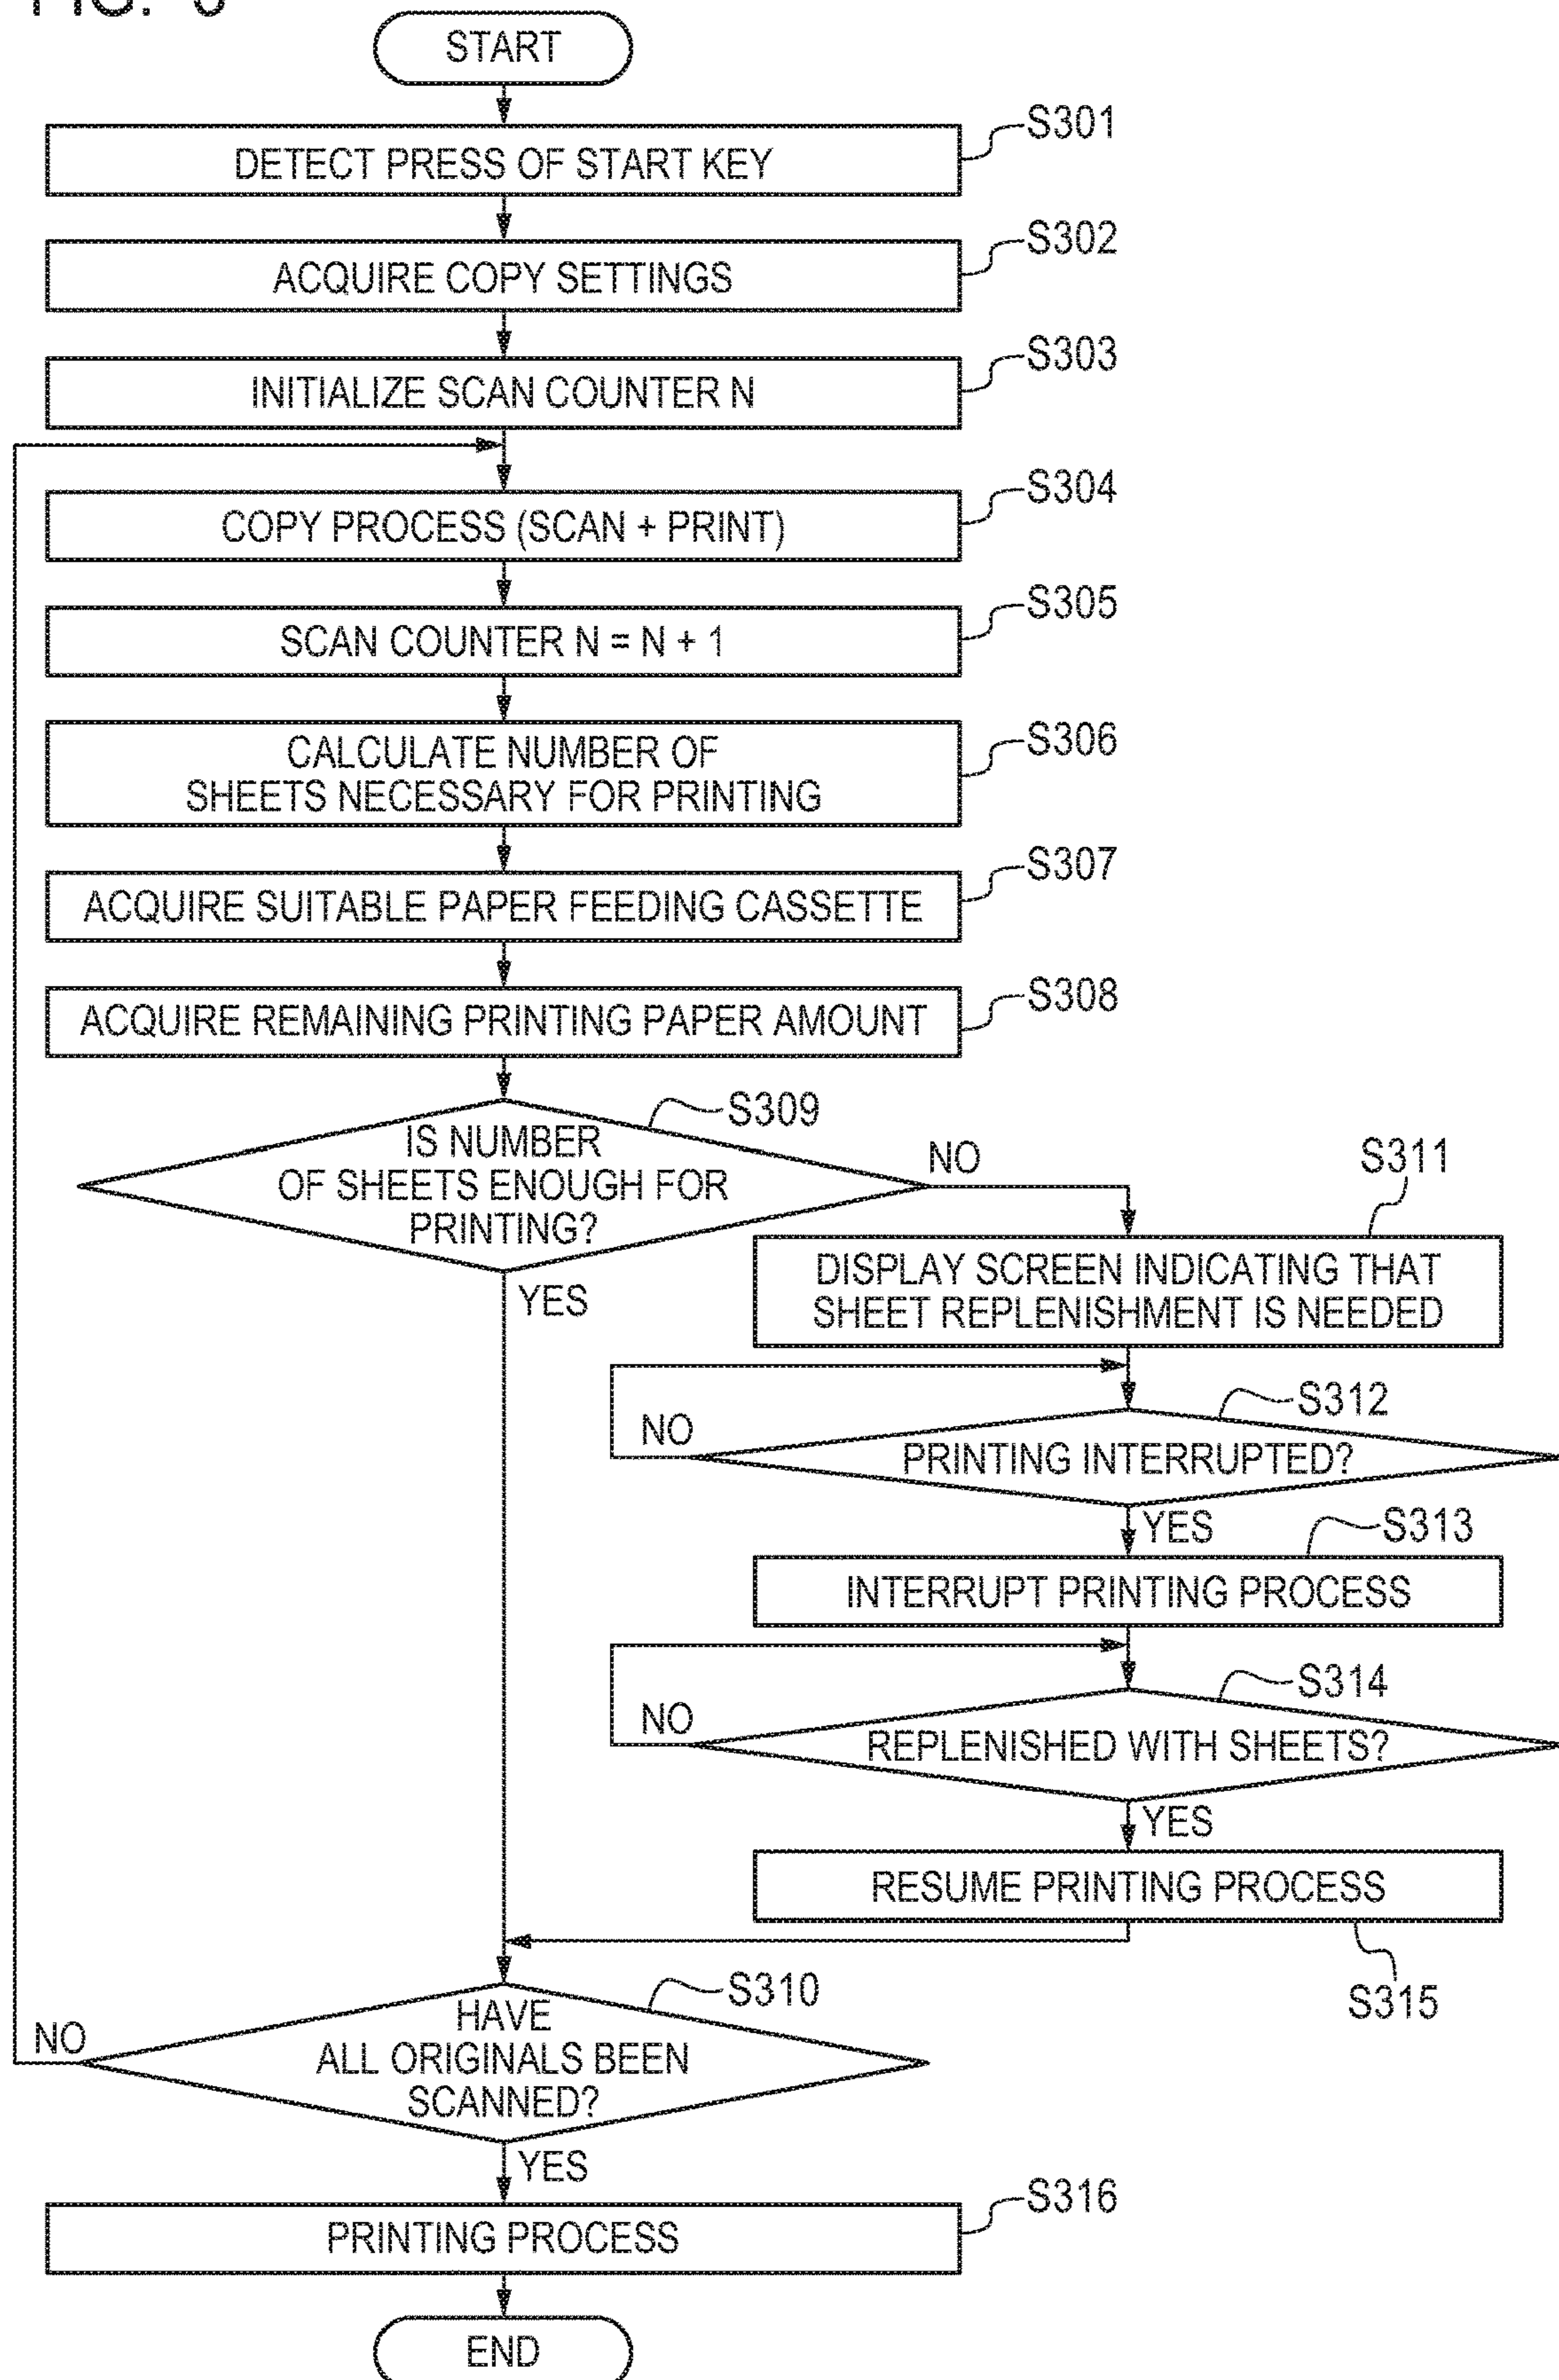 START
S301
DETECT PRESS OF START KEY
S302
ACQUIRE COPY SETTINGS
S303
INITIALIZE SCAN COUNTER N
S304
COPY PROCESS (SCAN + PRINT)
S305
SCAN COUNTER N = N + 1
S306
CALCULATE NUMBER OF
SHEETS NECESSARY FOR PRINTING
S307
ACQUIRE SUITABLE PAPER FEEDING CASSETTE
S308
ACQUIRE REMAINING PRINTING PAPER AMOUNT
S309
IS NUMBER
OF SHEETS ENOUGH FOR
PRINTING?
NO
YES
S311
DISPLAY SCREEN INDICATING THAT
SHEET REPLENISHMENT IS NEEDED
S312
NO
PRINTING INTERRUPTED?
YES
S313
INTERRUPT PRINTING PROCESS
S314
NO
REPLENISHED WITH SHEETS?
YES
RESUME PRINTING PROCESS
S315
S310
HAVE
ALL ORIGINALS BEEN
SCANNED?
NO
YES
S316
PRINTING PROCESS
END